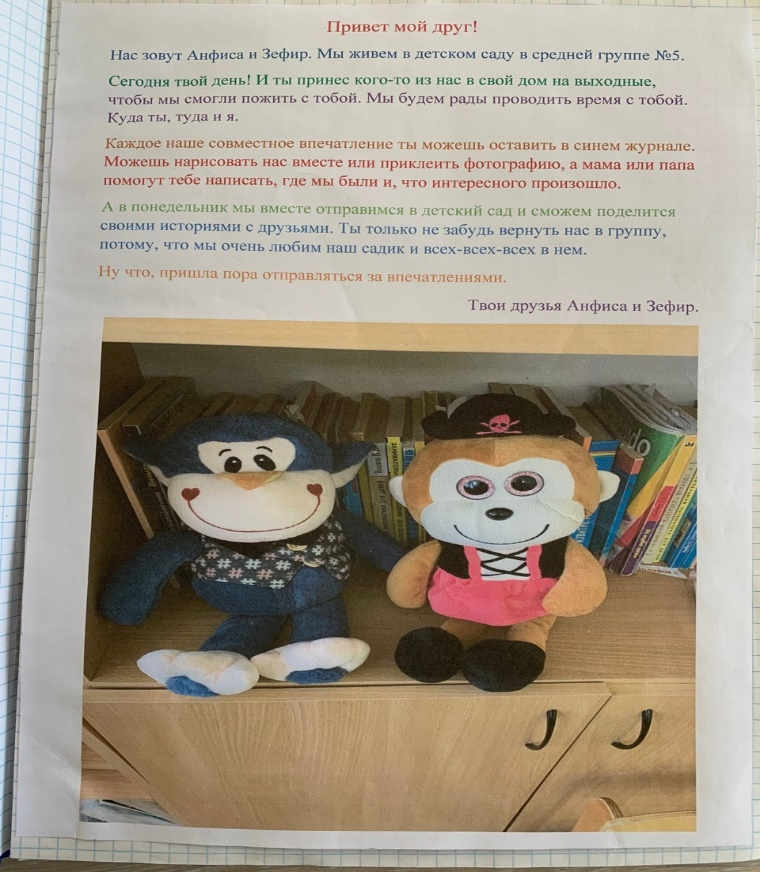 Привет мой друг!
Нас зовут Анфиса и Зефир. Мы живем в детском саду в средней группе №5.
Сегодня твой день! И ты принес кого-то из нас в свой дом на выходные,
чтобы мы смогли пожить с тобой. Мы будем рады проводить время с тобой.
Куда ты, туда и я.
Каждое наше совместное впечатление ты можешь оставить в синем журнале.
Можешь нарисовать нас вместе или приклеить фотографию, а мама или папа
помогут тебе написать, где мы были и, что интересного произошло.
А в понедельник мы вместе отправимся в детский сад и сможем поделится
своими историями с друзьями. Ты только не забудь вернуть нас в группу,
потому, что мы очень любим наш садик и всех-всех-всех в нем.
Ну что, пришла пора отправляться за впечатлениями.
Твои друзья Анфиса и Зефир.